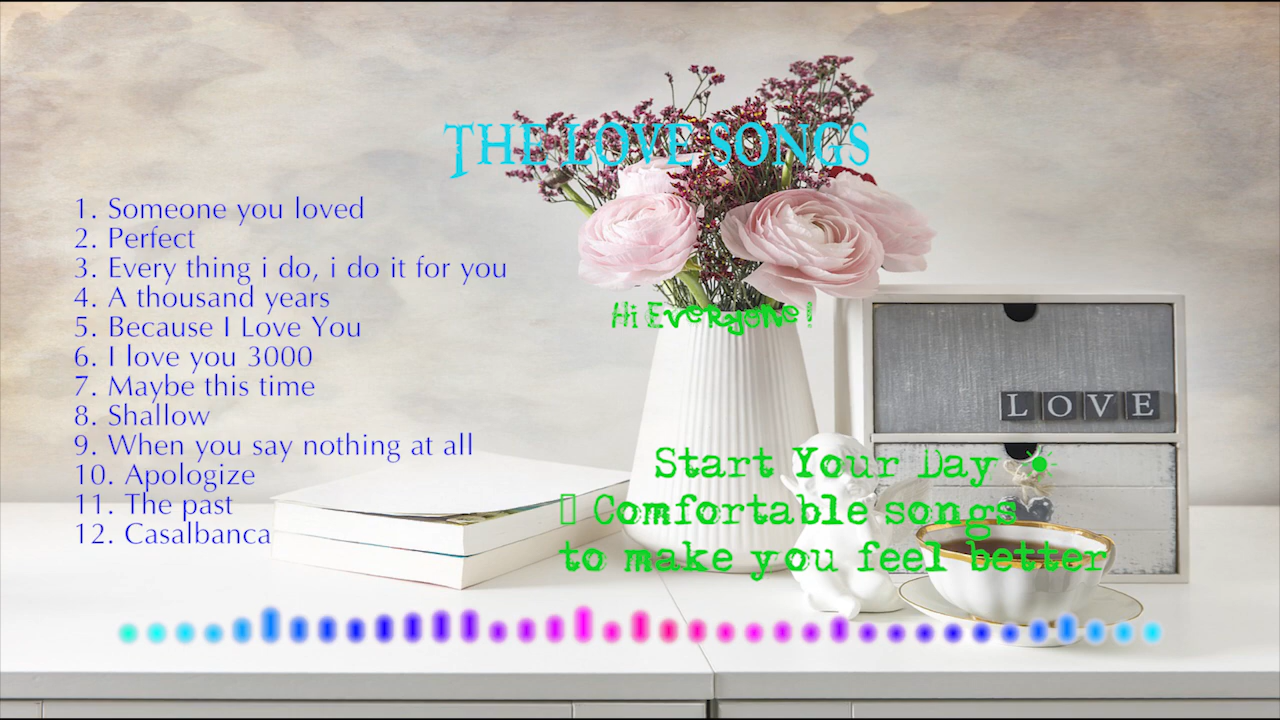 THE LOVE SONGS
1. Someone you loved
2. Perfect
3. Every thing i do, i do it for you
4. A thousand years
5. Because I Love You
6. I love you 3000
7. Maybe this time
8. Shallow
9. When you say nothing at all
10. Apologize
11. The past
12. Casalbanca
Hi Everyone!
LOVE
Start Your Day ☀
Comfortable songs
to make you feel better